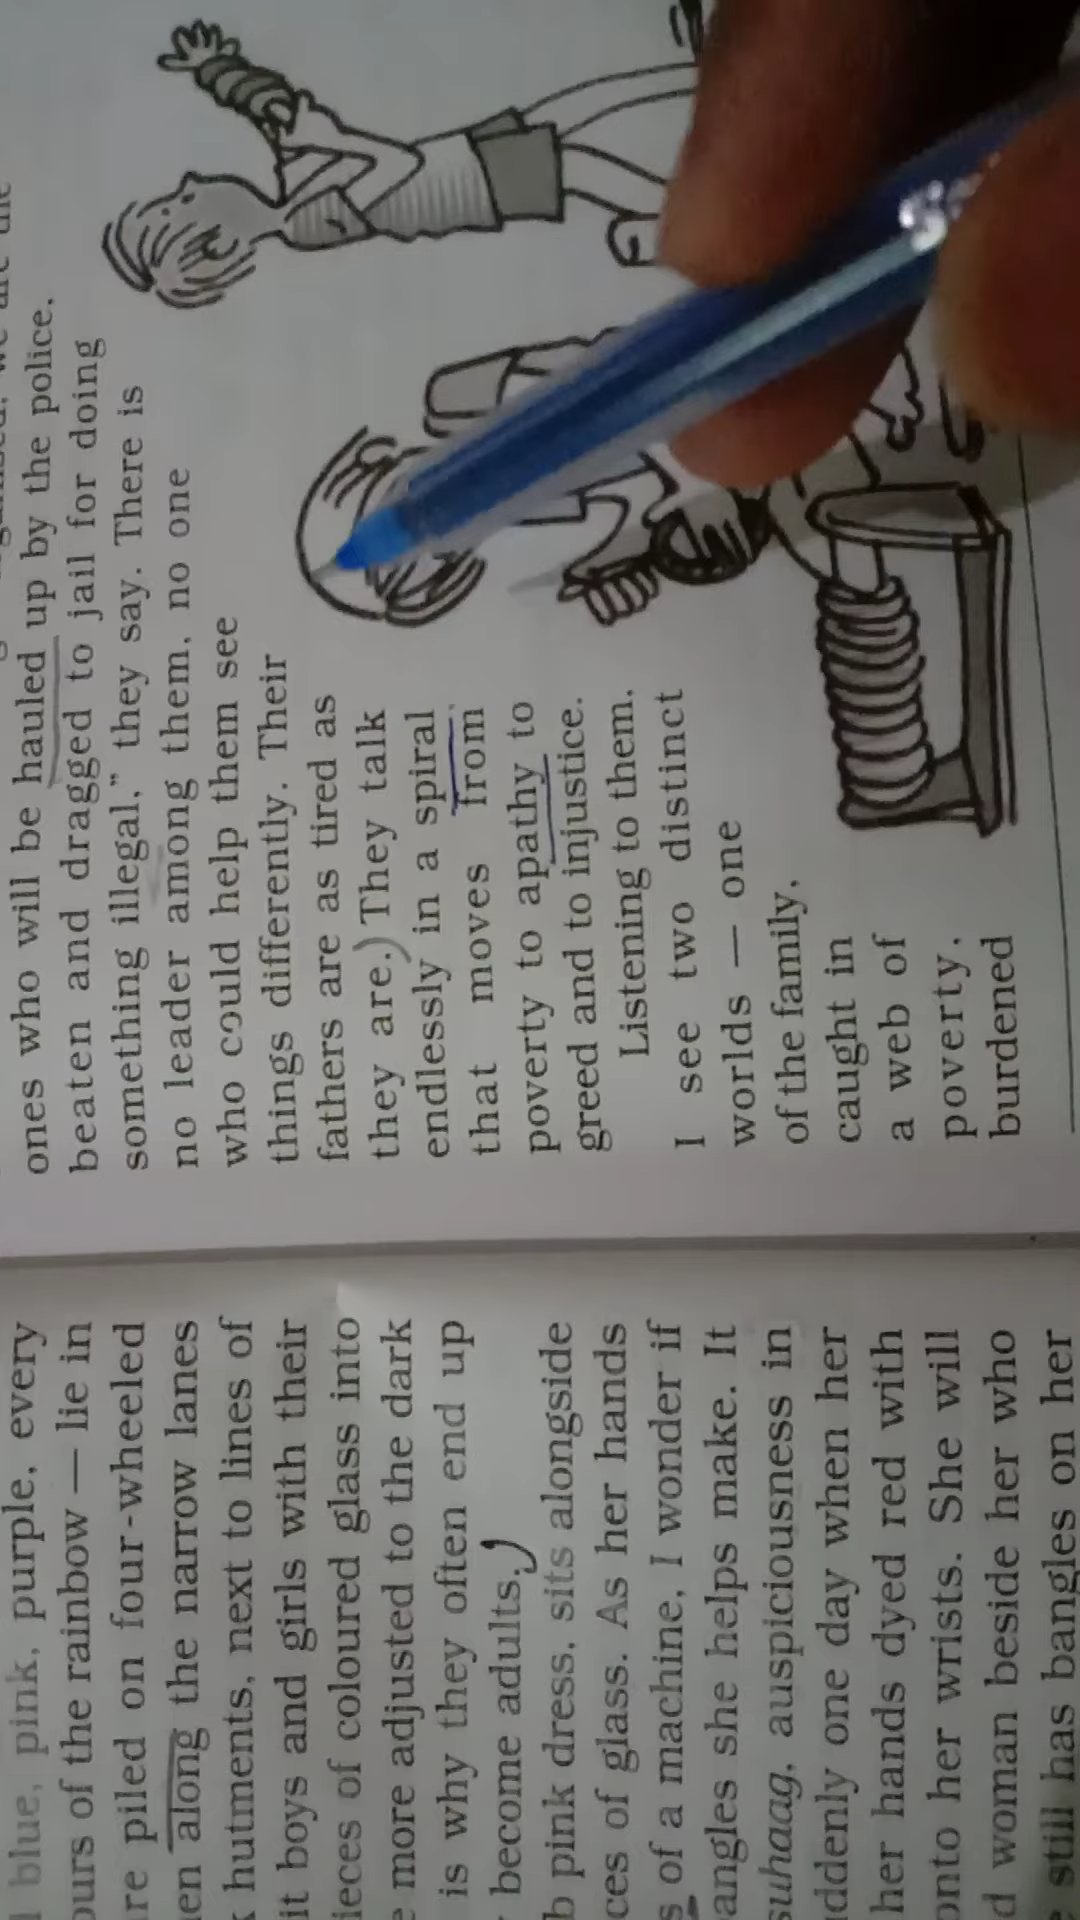 blue, pink, purple, every
ours of the rainbow — lie in
re piled on four-wheeled
en along the narrow lanes
hutments, next to lines of
it boys and girls with their
ieces of coloured glass into
more adjusted to the dark
is why they often end up
become adults.
b pink dress, sits alongside
ces of glass. As her hands
s of a machine, I wonder if
angles she helps make. It
suhaag, auspiciousness in
ddenly one day when her
her hands dyed red with
onto her wrists. She will
d woman beside her who
still has bangles on her
ones who will be hauled up by the police,
beaten and dragged to jail for doing
something illegal," they say. There is
no leader among them, no one
who could help them see
things differently. Their
fathers are as tired as
they are.) They talk
endlessly in a spiral
that moves from
poverty to apathy to
greed and to injustice.
Listening to them,
I see two distinct
worlds — one
of the family,
caught in
a web of
poverty,
burdened